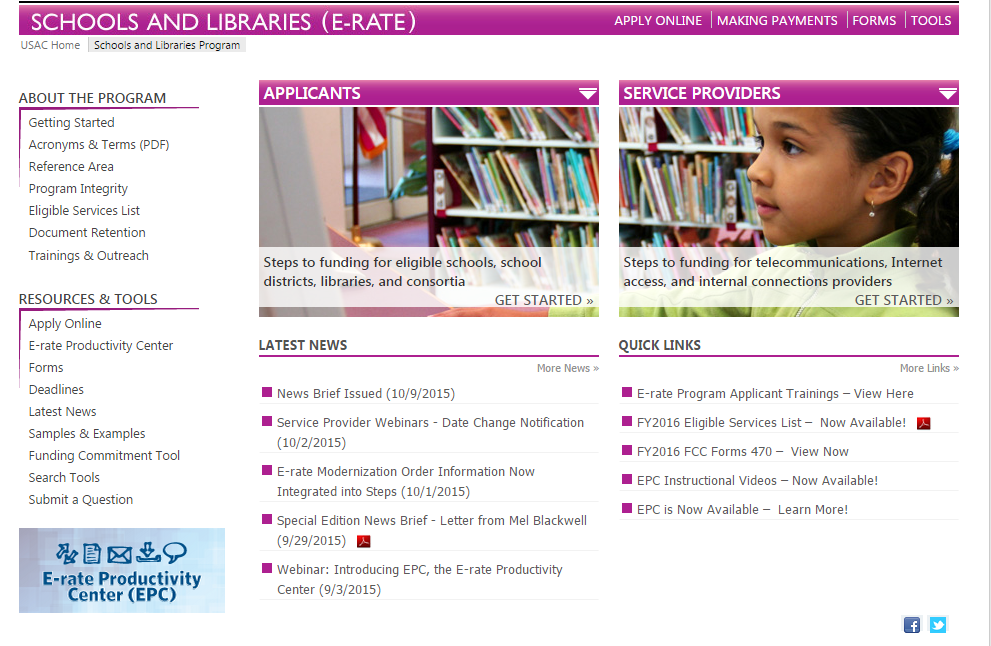 SCHOOLS AND LIBRARIES (E-RATE)
APPLY ONLINE MAKING PAYMENTS FORMS TOOLS
USAC Home Schools and Libraries Program
ABOUT THE PROGRAM
Getting Started
Acronyms & Terms (PDF)
Reference Area
Program Integrity
Eligible Services List
Document Retention
Trainings & Outreach
RESOURCES & TOOLS
Apply Online
E-rate Productivity Center
Forms
Deadlines
Latest News
Samples & Examples
Funding Commitment Tool
Search Tools
Submit a Question
E-rate Productivity
Center (EPC)
APPLICANTS
Steps to funding for eligible schools, school
districts, libraries, and consortia
GET STARTED »
SERVICE PROVIDERS
Steps to funding for telecommunications, Internet
access, and internal connections providers
GET STARTED »
LATEST NEWS
More News »
News Brief Issued (10/9/2015)
Service Provider Webinars - Date Change Notification
(10/2/2015)
E-rate Modernization Order Information Now
Integrated into Steps (10/1/2015)
Special Edition News Brief - Letter from Mel Blackwell
(9/29/2015)
Webinar: Introducing EPC, the E-rate Productivity
Center (9/3/2015)
QUICK LINKS
More Links »
E-rate Program Applicant Trainings – View Here
FY2016 Eligible Services List – Now Available!
FY2016 FCC Forms 470 – View Now
EPC Instructional Videos – Now Available!
EPC is Now Available – Learn More!